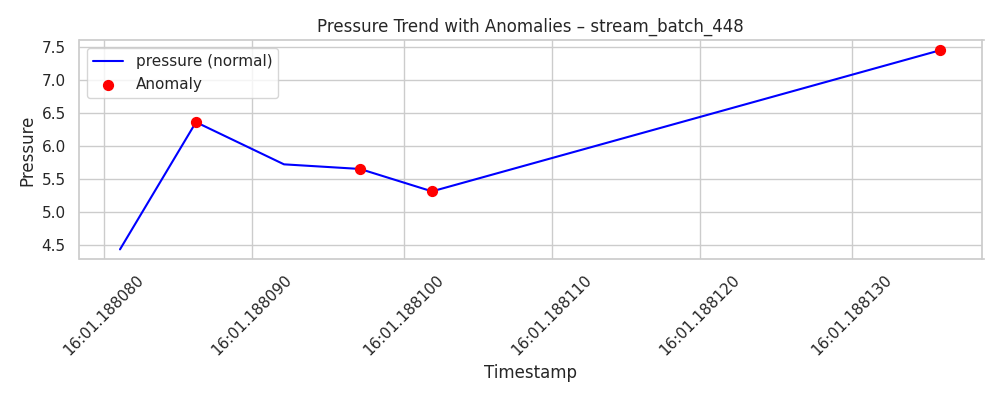 Pressure Trend with Anomalies – stream_batch_448
pressure (normal)
Anomaly
Pressure
7.5
7.0
6.5
6.0
5.5
5.0
4.5
16:01.188080
16:01.188090
16:01.188100
16:01.188110
16:01.188120
16:01.188130
Timestamp